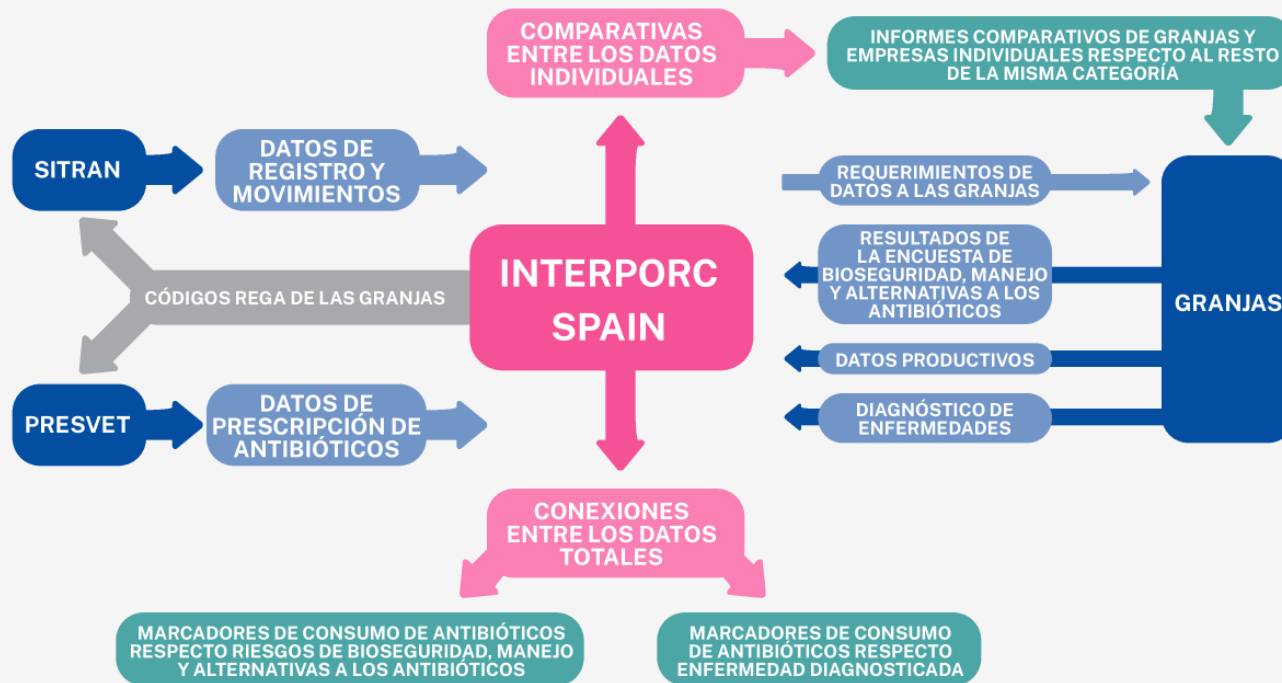 COMPARATIVAS
ENTRE LOS DATOS
INDIVIDUALES
INFORMES COMPARATIVOS DE GRANJAS Y
EMPRESAS INDIVIDUALES RESPECTO AL RESTO
DE LA MISMA CATEGORÍA
SITRAN
DATOS DE
REGISTRO Y
MOVIMIENTOS
REQUERIMIENTOS DE
DATOS A LAS GRANJAS
RESULTADOS DE
LA ENCUESTA DE
BIOSEGURIDAD, MANEJO
Y ALTERNATIVAS A LOS
ANTIBIÓTICOS
CÓDIGOS REGA DE LAS GRANJAS
INTERPORC
SPAIN
GRANJAS
DATOS PRODUCTIVOS
DIAGNÓSTICO DE
ENFERMEDADES
PRESVET
DATOS DE
PRESCRIPCIÓN DE
ANTIBIÓTICOS
CONEXIONES
ENTRE LOS DATOS
TOTALES
MARCADORES DE CONSUMO DE ANTIBIÓTICOS
RESPECTO RIESGOS DE BIOSEGURIDAD, MANEJO
Y ALTERNATIVAS A LOS ANTIBIÓTICOS
MARCADORES DE CONSUMO
DE ANTIBIÓTICOS RESPECTO
ENFERMEDAD DIAGNOSTICADA